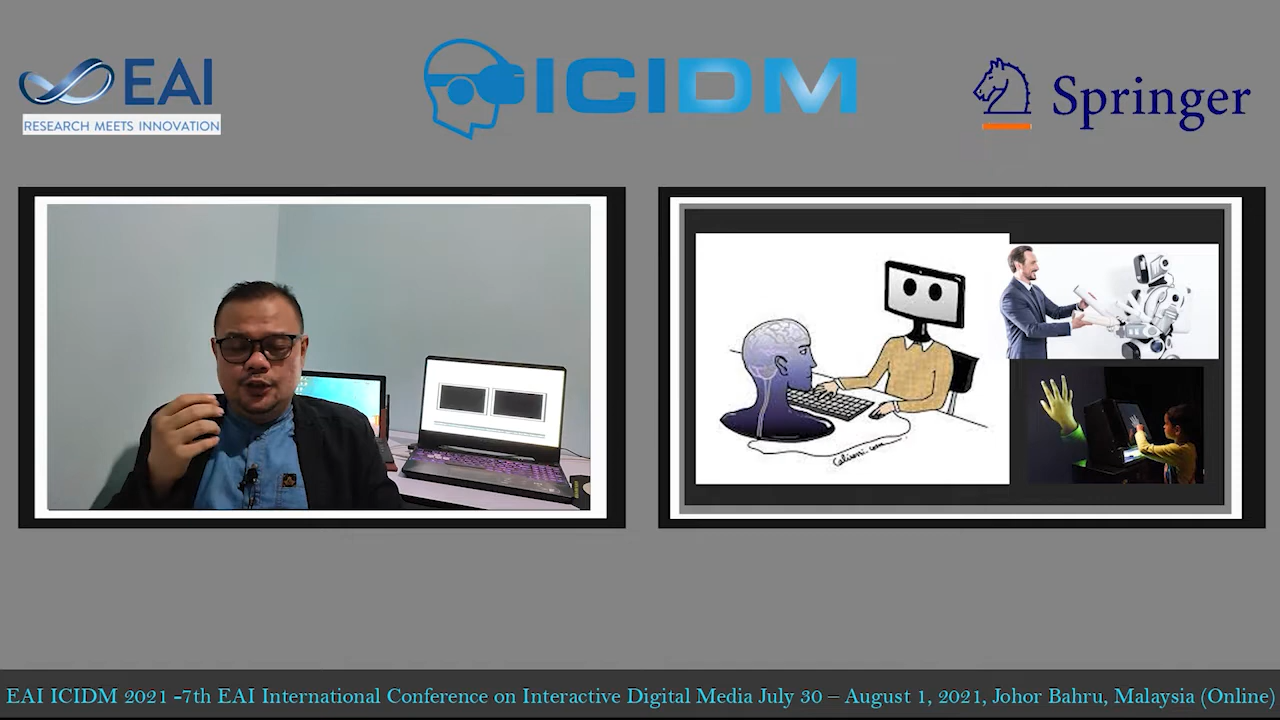 EAI
RESEARCH MEETS INNOVATION
ICIDM
Springer
EAI ICIDM 2021 -7th EAI International Conference on Interactive Digital Media July 30 – August 1, 2021, Johor Bahru, Malaysia (Online)